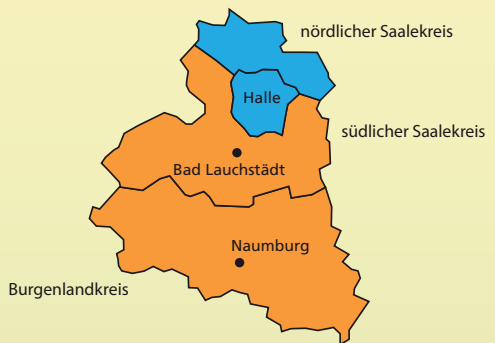 nördlicher Saalekreis
Halle
südlicher Saalekreis
Bad Lauchstädt
Naumburg
Burgenlandkreis